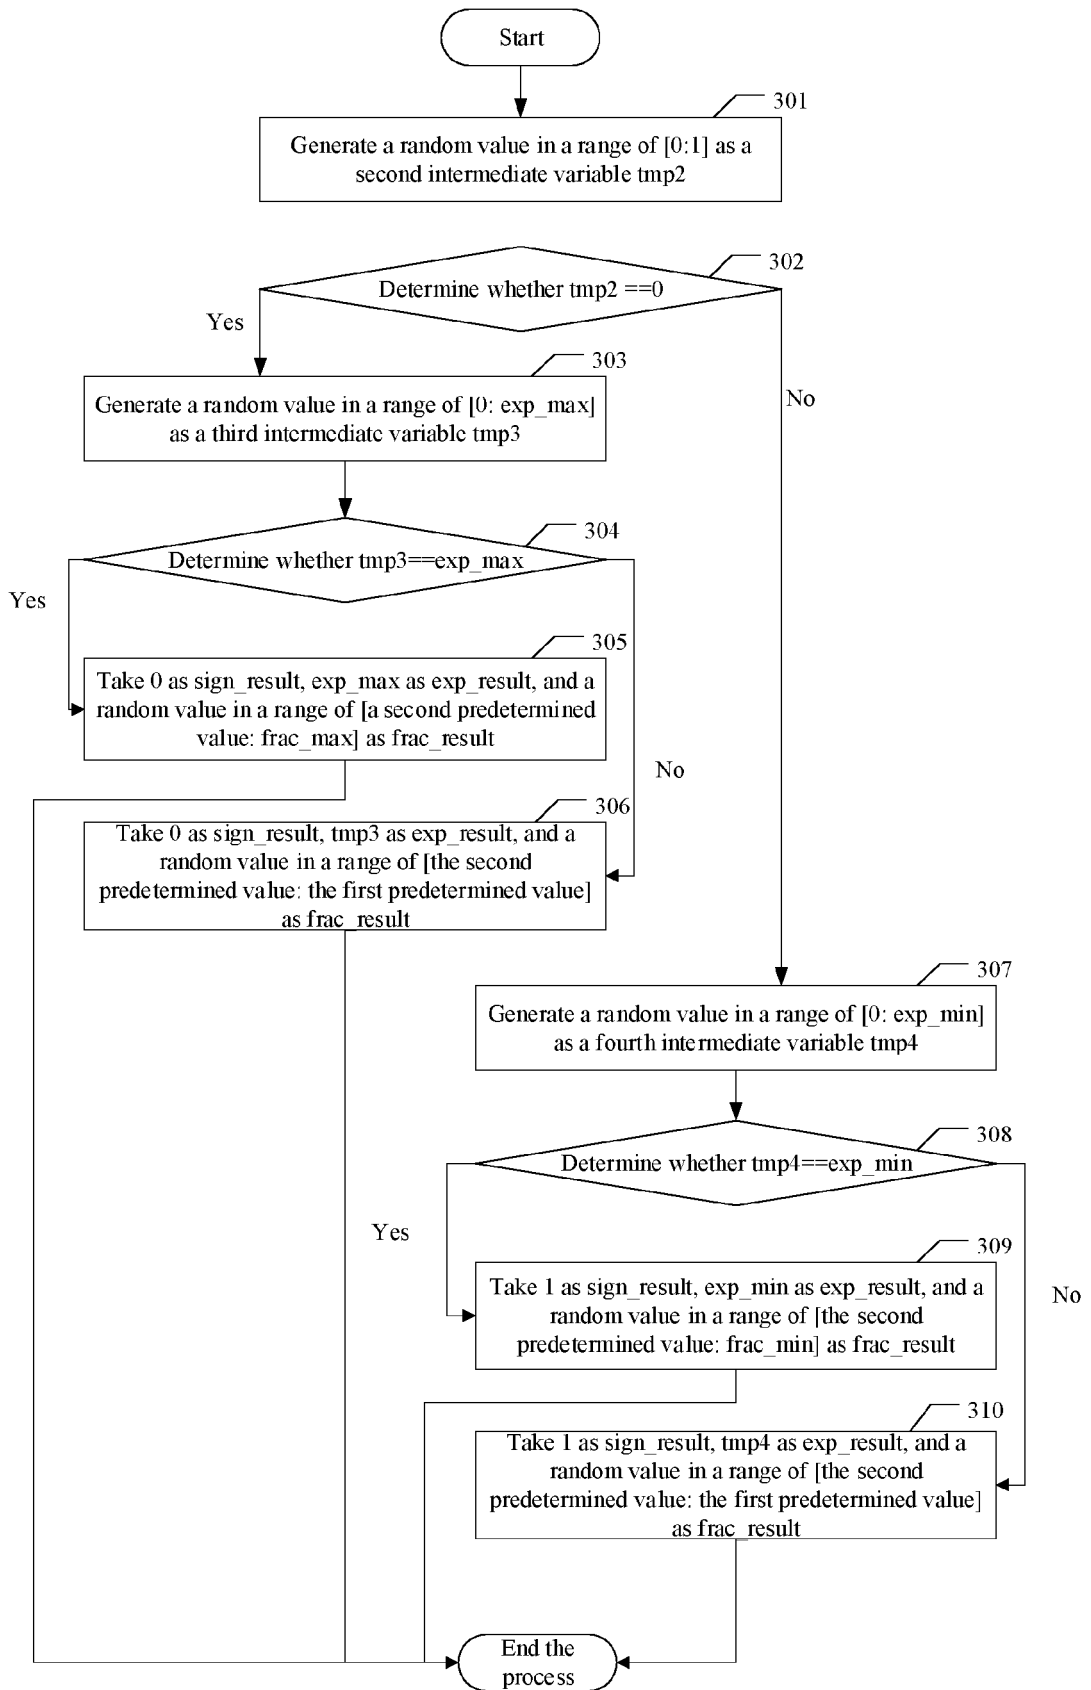 Start
301
Generate a random value in a range of [0:1] as a
second intermediate variable tmp2
302
Determine whether tmp2 ==0
Yes
303
No
Generate a random value in a range of [0: exp_max]
as a third intermediate variable tmp3
304
Determine whether tmp3==exp_max
Yes
305
Take 0 as sign_result, exp_max as exp_result, and a
random value in a range of [a second predetermined
value: frac_max] as frac_result
No
306
Take 0 as sign_result, tmp3 as exp_result, and a
random value in a range of [the second
predetermined value: the first predetermined value]
as frac_result
307
Generate a random value in a range of [0: exp_min]
as a fourth intermediate variable tmp4
308
Determine whether tmp4==exp_min
Yes
309
Take 1 as sign_result, exp_min as exp_result, and a
random value in a range of [the second
predetermined value: frac_min] as frac_result
No
310
Take 1 as sign_result, tmp4 as exp_result, and a
random value in a range of [the second
predetermined value: the first predetermined value]
as frac_result
End the
process